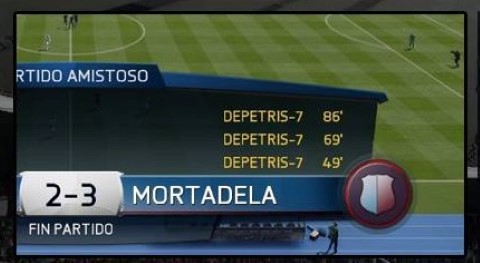 RTIDO AMISTOSO
DEPETRIS-7 86'
DEPETRIS-7 69'
DEPETRIS-7 49'
2-3 MORTADELA
FIN PARTIDO